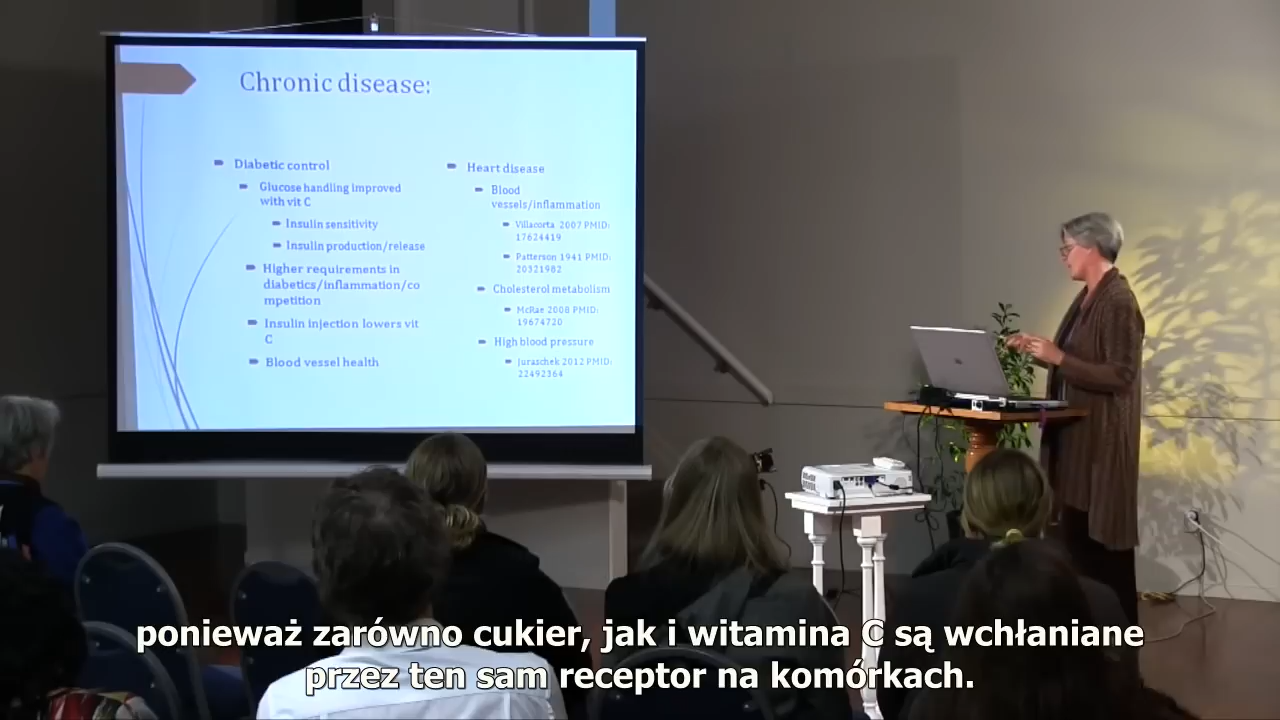 Chronic disease:
Diabetic control
Glucose handling improved
with vit C
Insulin sensitivity
Insulin production/release
Higher requirements in
diabetics/inflammation/co
mpetition
Insulin injection lowers vit
C
Blood vessel health
Heart disease
Blood
vessels/inflammation
Villacorta 2007 PMID:
17624419
Patterson 1941 PMID:
20321982
Cholesterol metabolism
McRae 2008 PMID:
19674720
High blood pressure
Juraschek 2012 PMID:
22492364
ponieważ zarówno cukier, jak i witamina C są wchłaniane
przez ten sam receptor na komórkach.